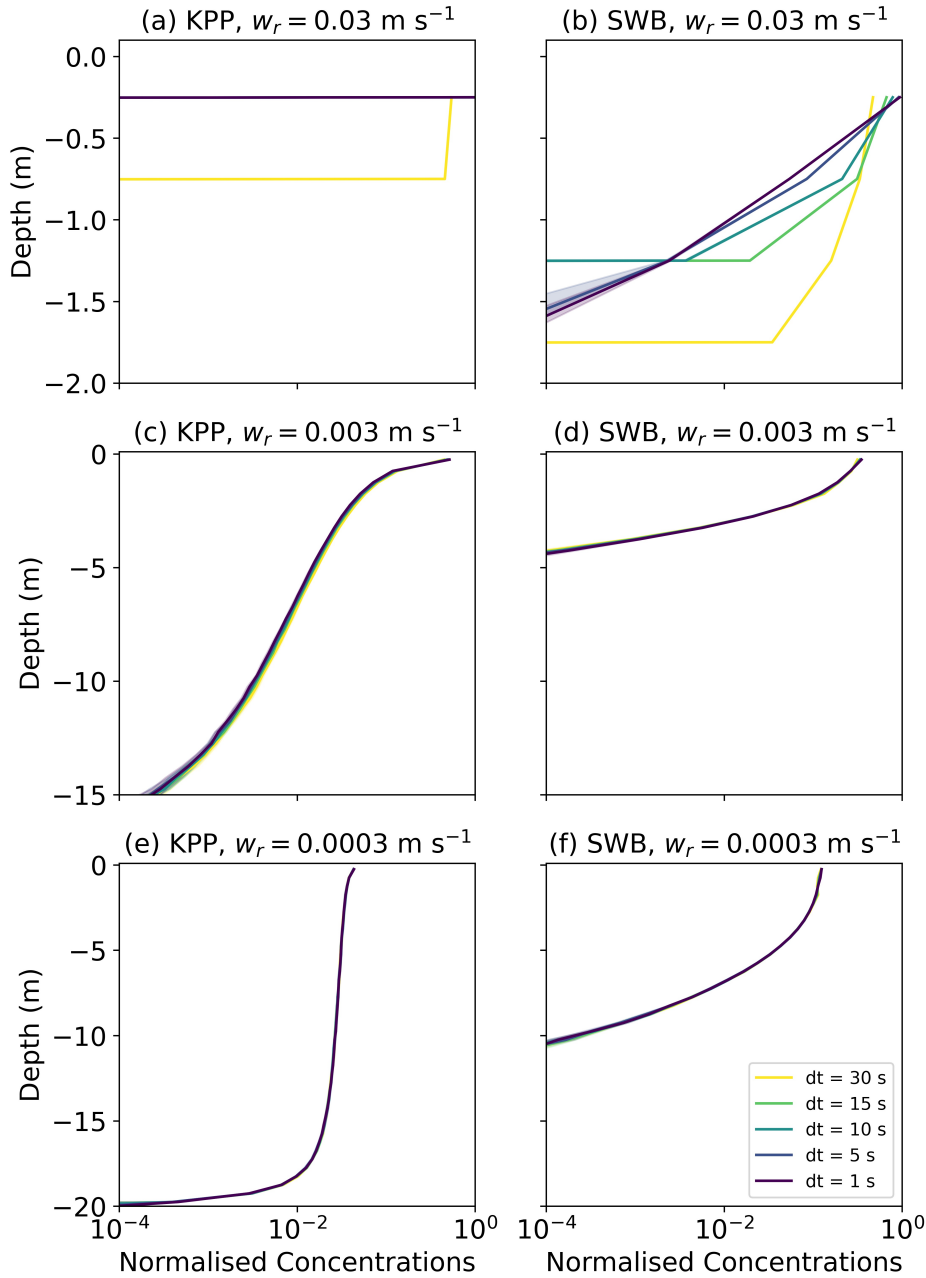 (a) KPP, $w_r = 0.03$ m s$^{-1}$
(b) SWB, $w_r = 0.03$ m s$^{-1}$
0.0
−0.5
−1.0
−1.5
−2.0
Depth (m)
(c) KPP, $w_r = 0.003$ m s$^{-1}$
(d) SWB, $w_r = 0.003$ m s$^{-1}$
0
−5
−10
−15
Depth (m)
(e) KPP, $w_r = 0.0003$ m s$^{-1}$
(f) SWB, $w_r = 0.0003$ m s$^{-1}$
0
−5
−10
−15
−20
Depth (m)
dt = 30 s
dt = 15 s
dt = 10 s
dt = 5 s
dt = 1 s
$10^{-4}$ $10^{-2}$ $10^{0}$
$10^{-4}$ $10^{-2}$ $10^{0}$
Normalised Concentrations
Normalised Concentrations